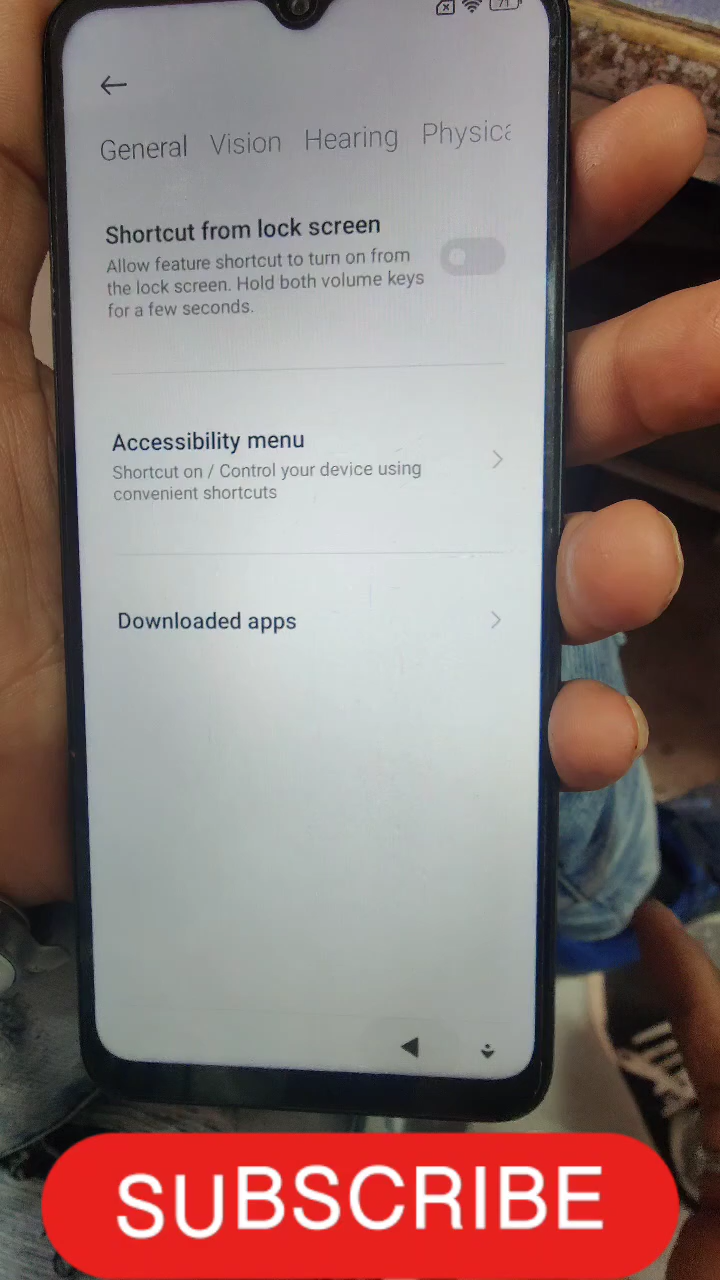 71
General Vision Hearing Physica
Shortcut from lock screen
Allow feature shortcut to turn on from
the lock screen. Hold both volume keys
for a few seconds.
Accessibility menu
Shortcut on / Control your device using
convenient shortcuts
Downloaded apps
SUBSCRIBE